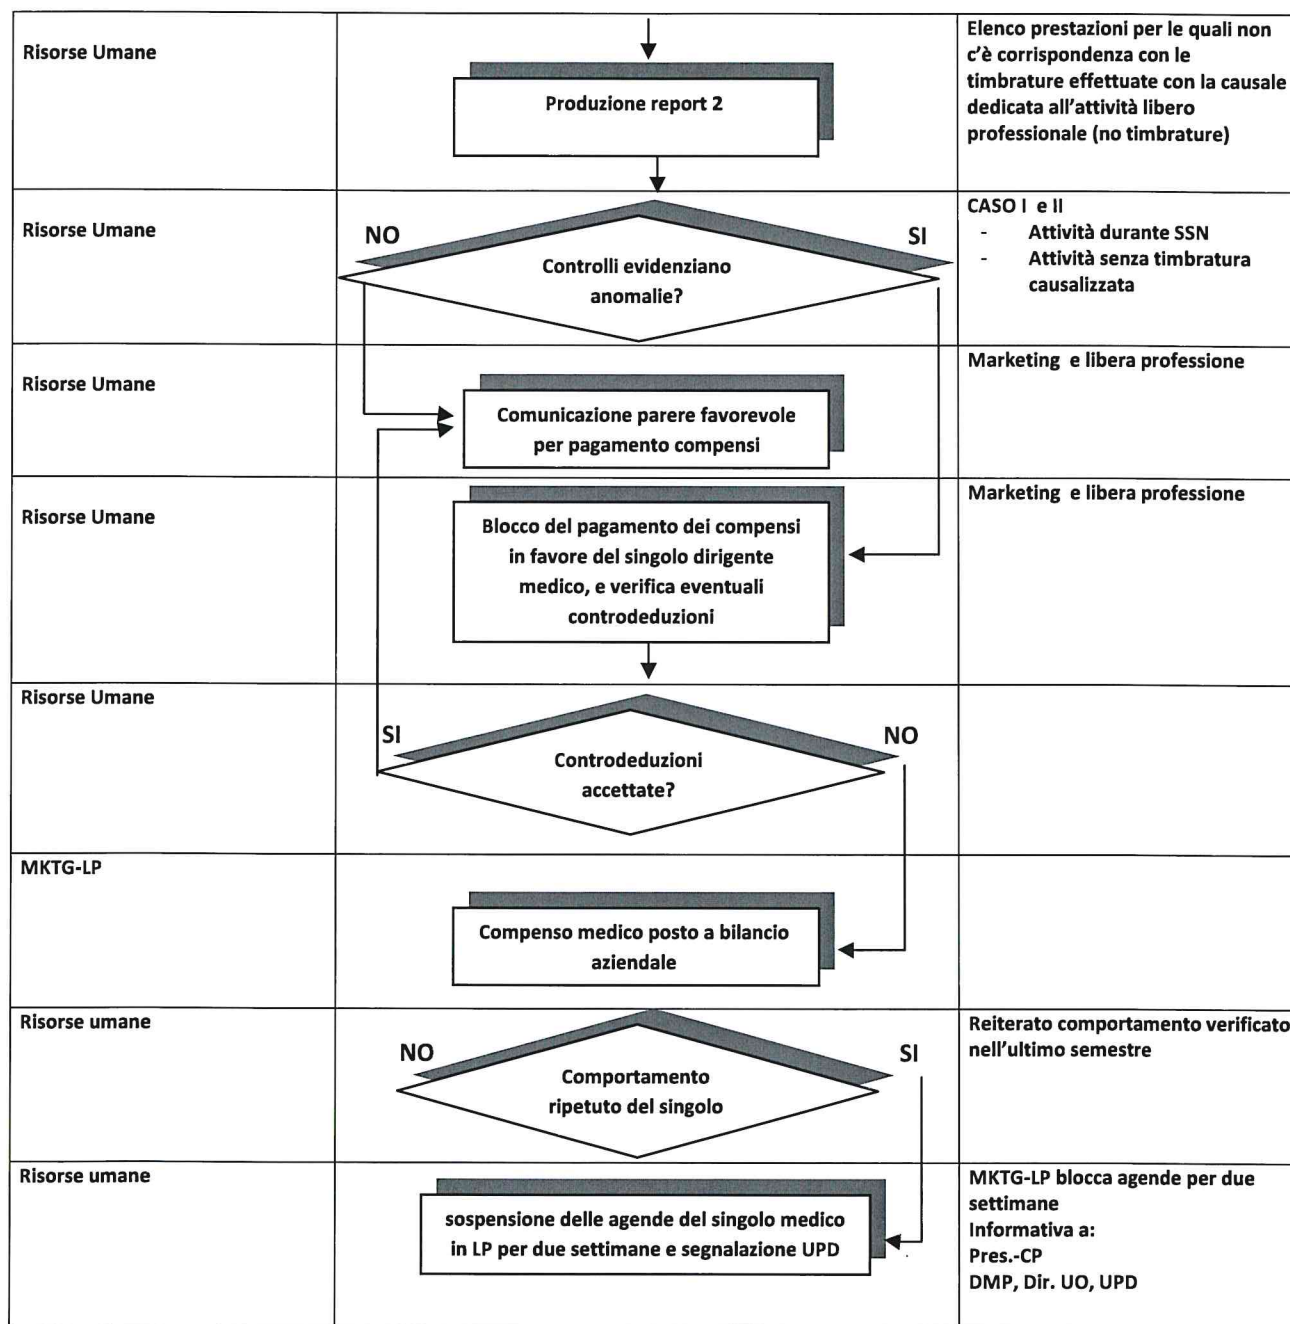 Risorse Umane
Produzione report 2
Elenco prestazioni per le quali non
c'è corrispondenza con le
timbrature effettuate con la causale
dedicata all'attività libero
professionale (no timbrature)
Risorse Umane
NO
SI
Controlli evidenziano
anomalie?
CASO I e II
- Attività durante SSN
- Attività senza timbratura
causalizzata
Risorse Umane
Comunicazione parere favorevole
per pagamento compensi
Marketing e libera professione
Risorse Umane
Blocco del pagamento dei compensi
in favore del singolo dirigente
medico, e verifica eventuali
controdeduzioni
Marketing e libera professione
Risorse Umane
SI
NO
Controdeduzioni
accettate?
MKTG-LP
Compenso medico posto a bilancio
aziendale
Risorse umane
NO
SI
Comportamento
ripetuto del singolo
Reiterato comportamento verificato
nell'ultimo semestre
Risorse umane
sospensione delle agende del singolo medico
in LP per due settimane e segnalazione UPD
MKTG-LP blocca agende per due
settimane
Informativa a:
Pres.-CP
DMP, Dir. UO, UPD